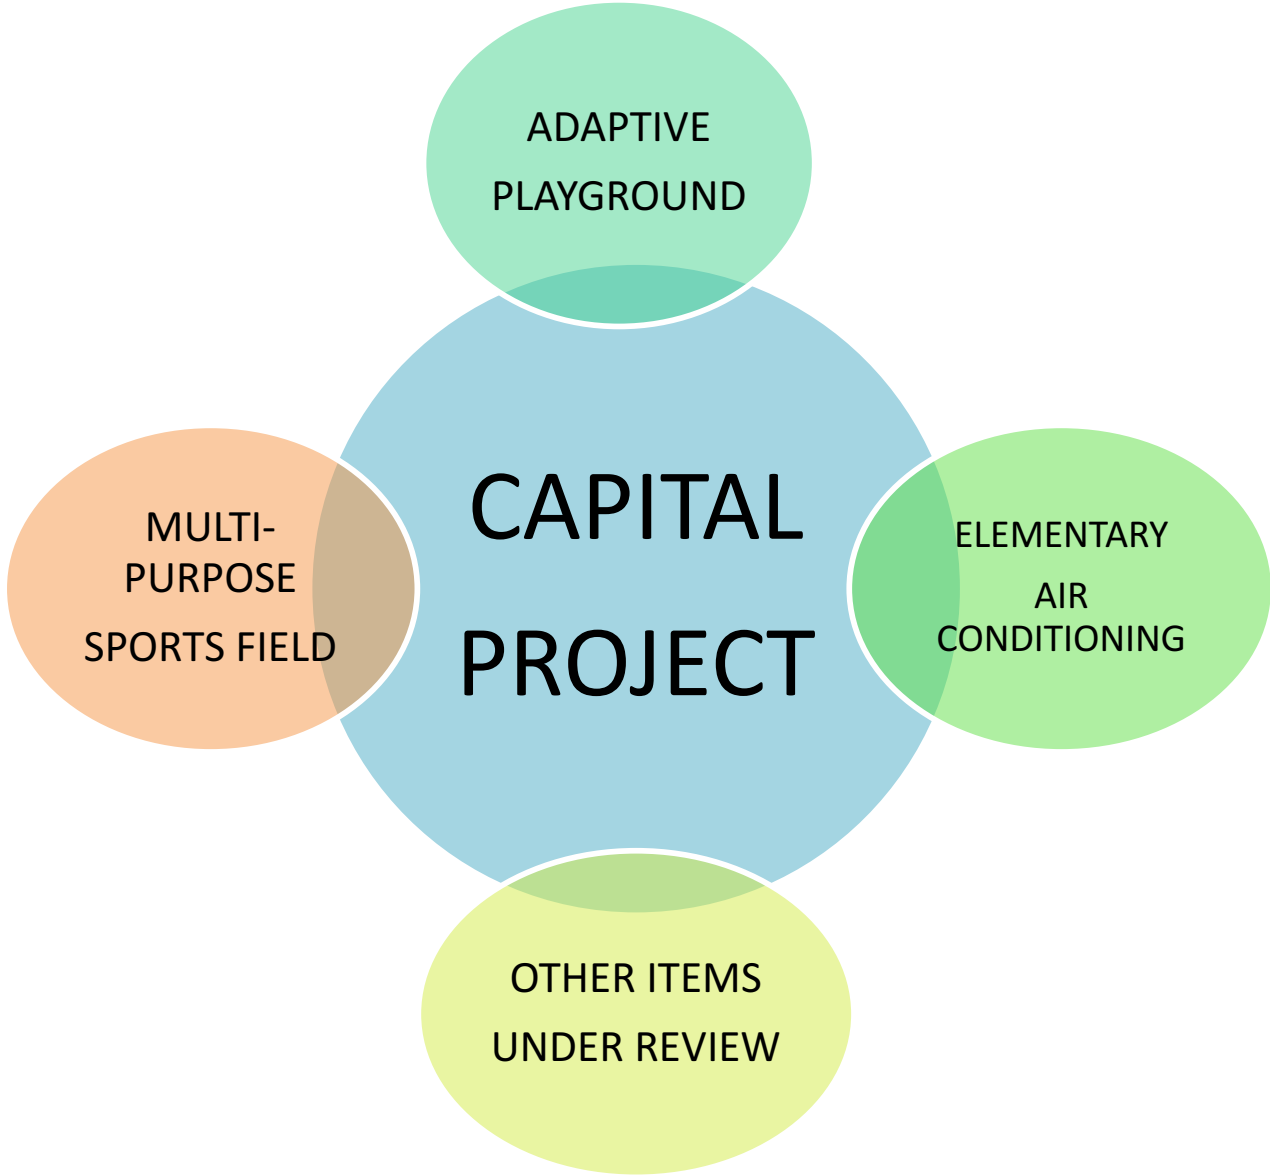 ADAPTIVE
PLAYGROUND
CAPITAL
PROJECT
MULTI-
PURPOSE
SPORTS FIELD
ELEMENTARY
AIR
CONDITIONING
OTHER ITEMS
UNDER REVIEW